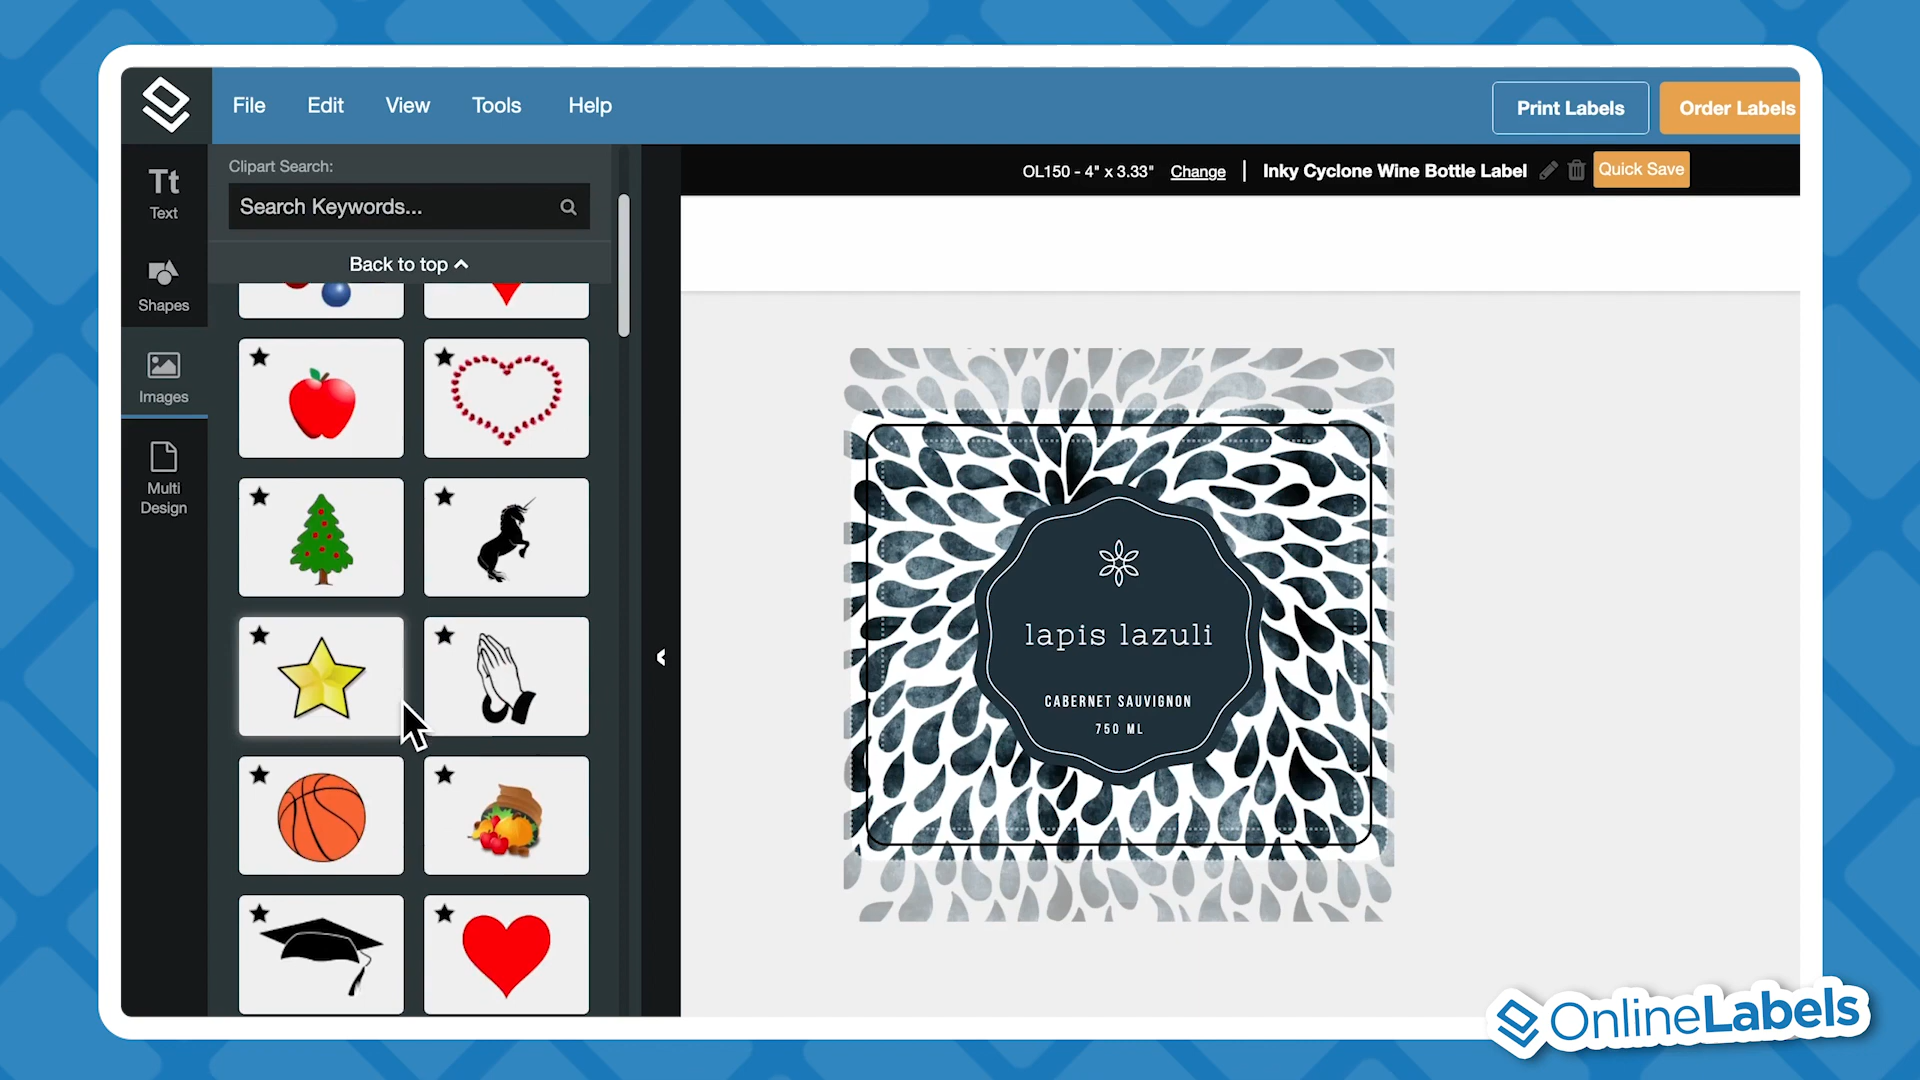 File Edit View Tools Help
Print Labels
Order Labels
Clipart Search:
Search Keywords...
Back to top
OL150 - 4" x 3.33" Change | Inky Cyclone Wine Bottle Label
Quick Save
Tt
Text
Shapes
Images
Multi
Design
lapis lazuli
CABERNET SAUVIGNON
750 ML
OnlineLabels